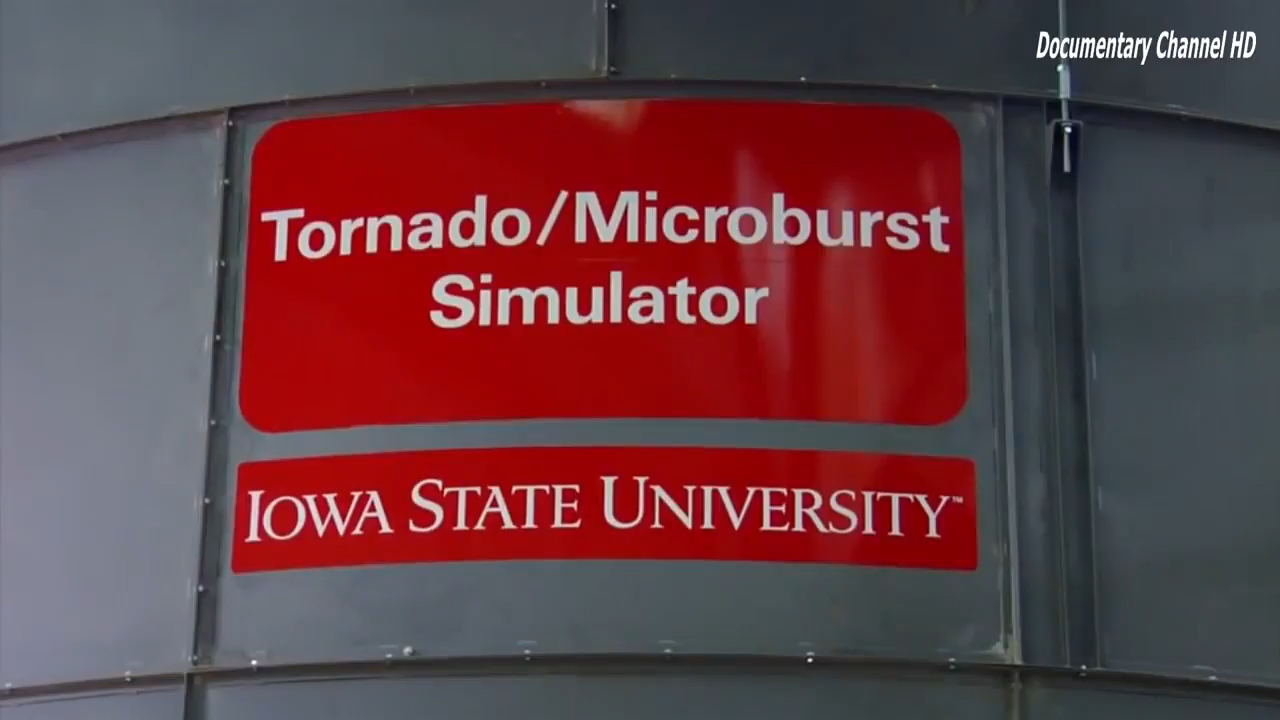 Documentary Channel HD
Tornado/Microburst
Simulator
IOWA STATE UNIVERSITY™